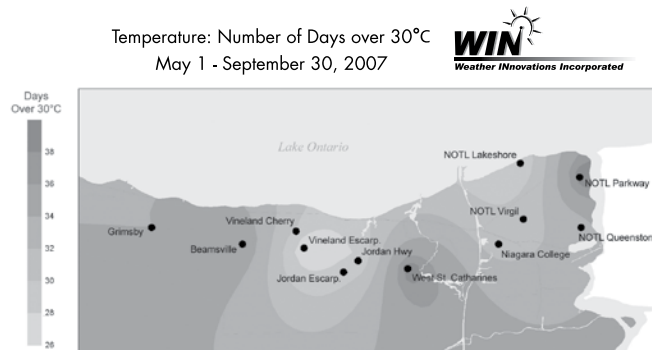 Temperature: Number of Days over 30°C
May 1 - September 30, 2007
WIN
Weather INnovations Incorporated
Days
Over 30°C
38
36
34
32
30
28
26
Lake Ontario
NOTL Lakeshore
NOTL Parkway
NOTL Virgil
NOTL Queenston
Niagara College
Grimsby
Beamsville
Vineland Cherry
Vineland Escarp.
Jordan Hwy
Jordan Escarp.
West St. Catharines